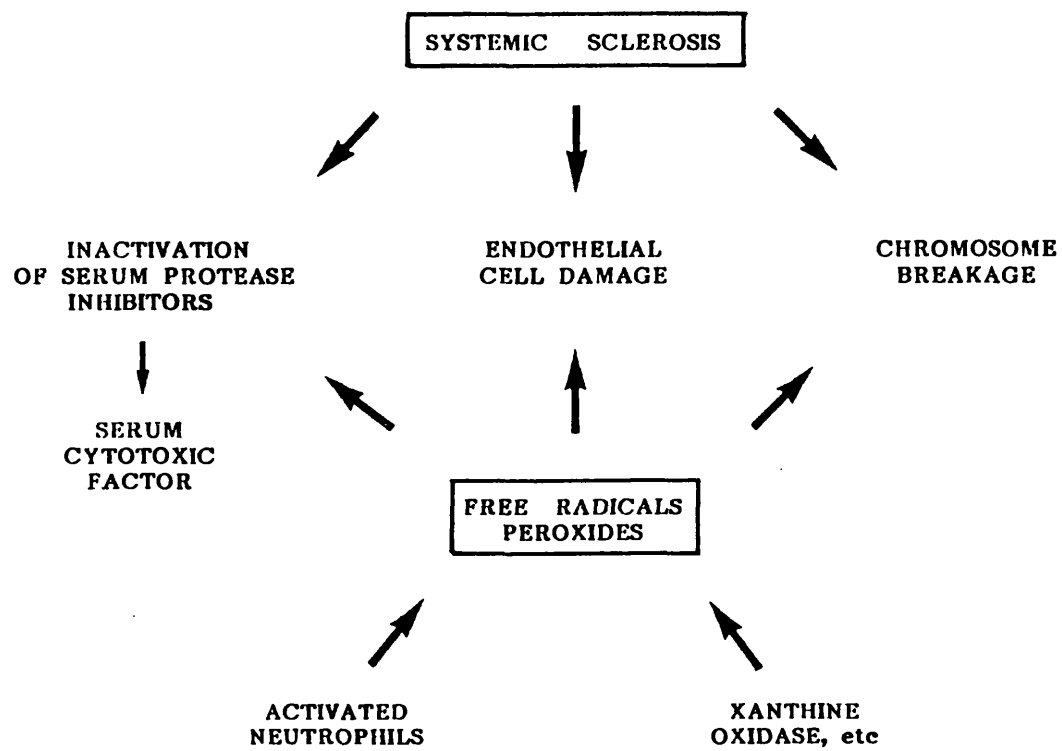 SYSTEMIC SCLEROSIS
INACTIVATION
OF SERUM PROTEASE
INHIBITORS
ENDOTHELIAL
CELL DAMAGE
CHROMOSOME
BREAKAGE
SERUM
CYTOTOXIC
FACTOR
FREE RADICALS
PEROXIDES
ACTIVATED
NEUTROPHILS
XANTHINE
OXIDASE, etc